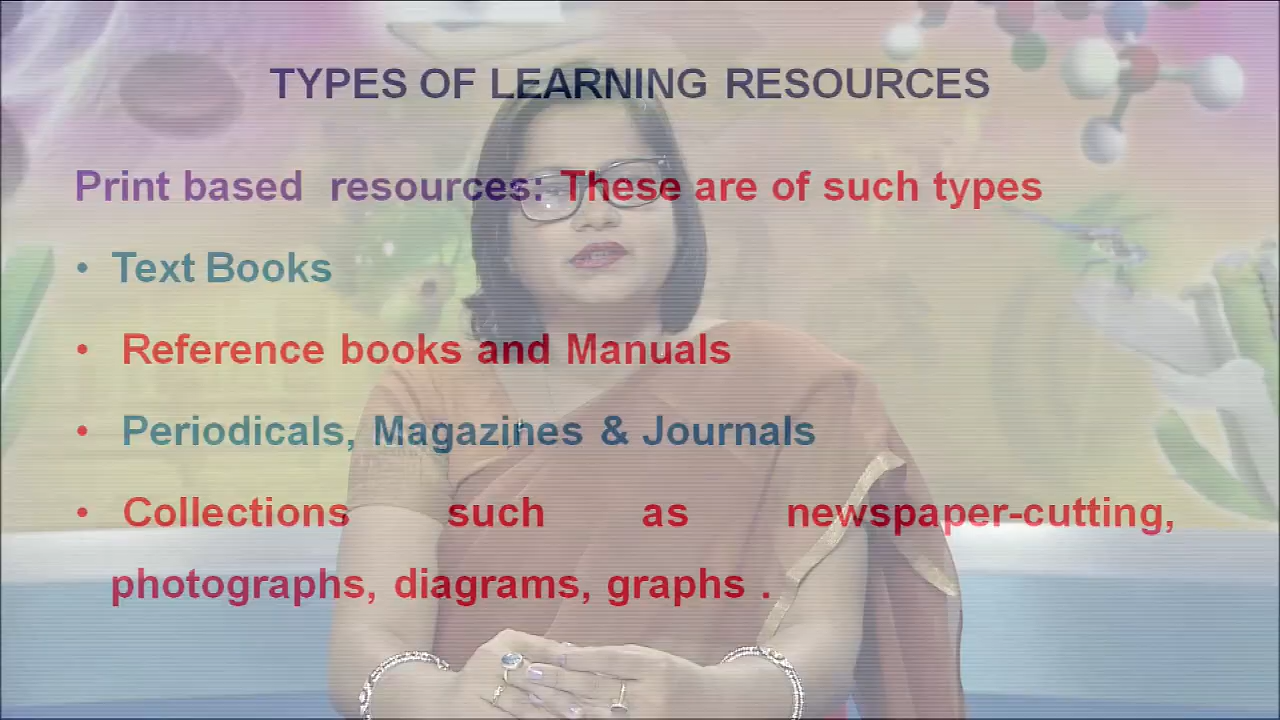 TYPES OF LEARNING RESOURCES
Print based resources: These are of such types
• Text Books
• Reference books and Manuals
• Periodicals, Magazines & Journals
• Collections such as newspaper-cutting,
photographs, diagrams, graphs .